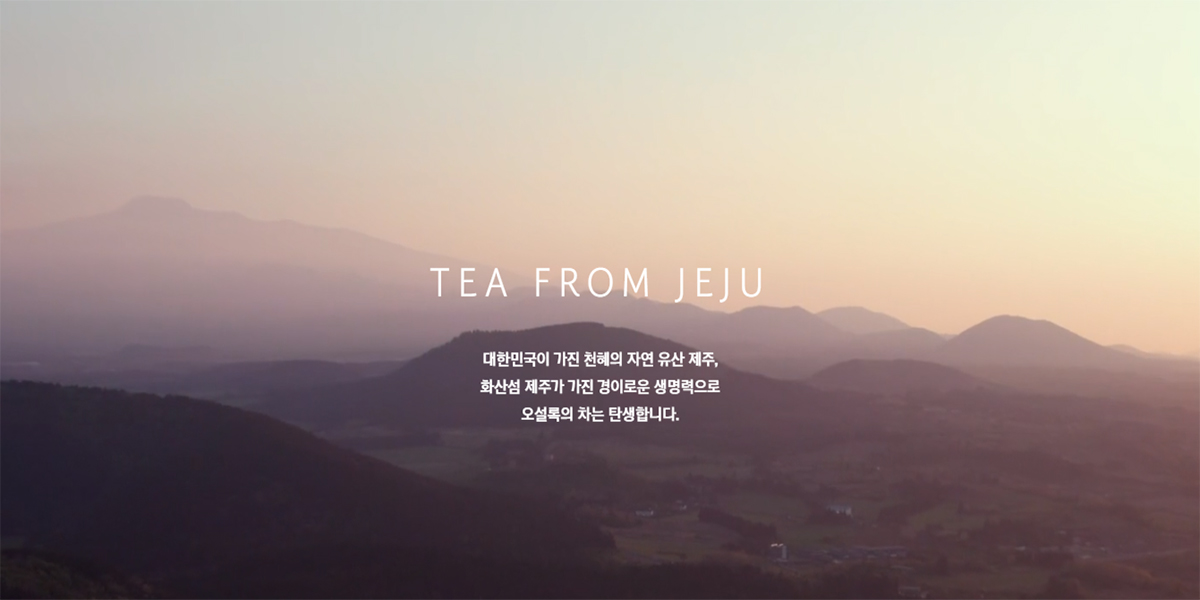 TEA FROM JEJU
대한민국이 가진 천혜의 자연 유산 제주,
화산섬 제주가 가진 경이로운 생명력으로
오설록의 차는 탄생합니다.